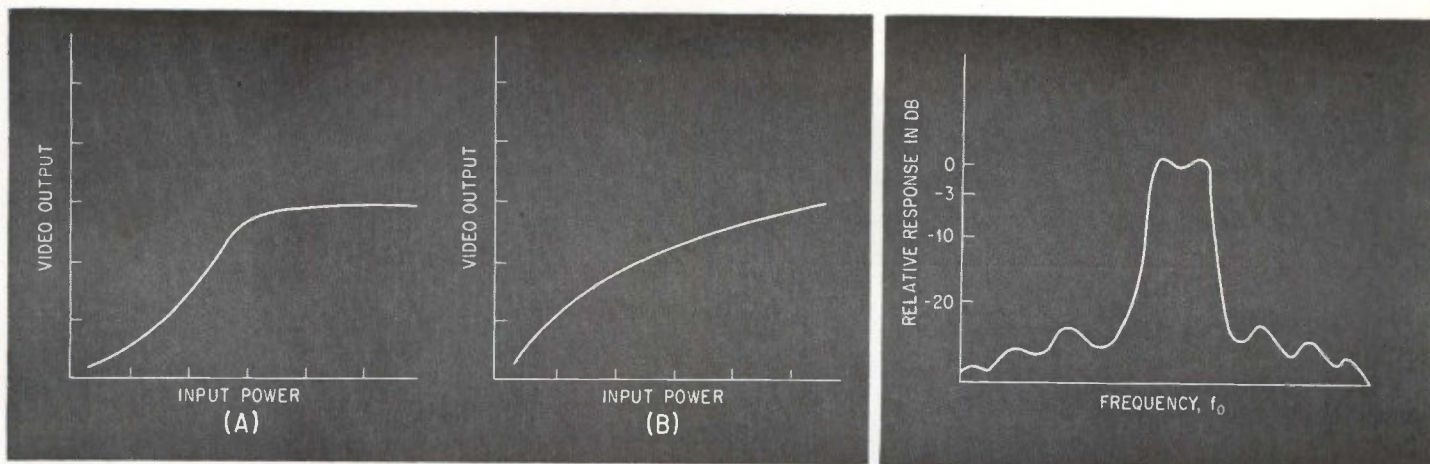 VIDEO OUTPUT
INPUT POWER
(A)
VIDEO OUTPUT
INPUT POWER
(B)
RELATIVE RESPONSE IN DB
0
-3
-10
-20
FREQUENCY, f₀